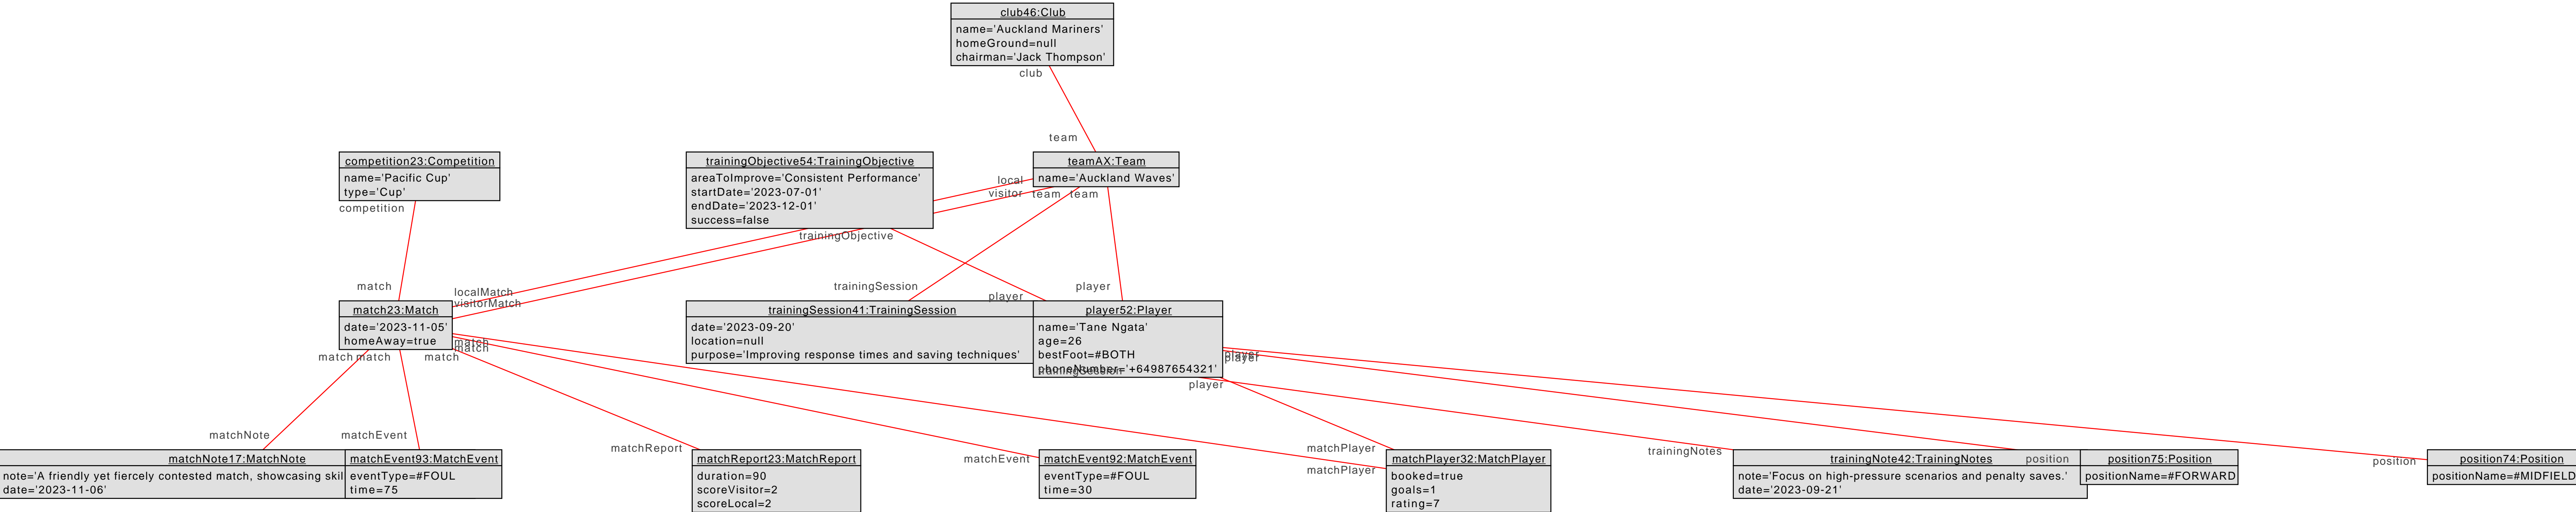 club46:Club
name='Auckland Mariners'
homeGround=null
chairman='Jack Thompson'
club
team
competition23:Competition
name='Pacific Cup'
type='Cup'
competition
trainingObjective54:TrainingObjective
areaToImprove='Consistent Performance'
startDate='2023-07-01'
endDate='2023-12-01'
success=false
trainingObjective
teamAX:Team
name='Auckland Waves'
local
visitor
team
team
match
localMatch
visitorMatch
trainingSession
player
player
match23:Match
date='2023-11-05'
homeAway=true
match
match
match
match
match
trainingSession41:TrainingSession
date='2023-09-20'
location=null
purpose='Improving response times and saving techniques'
player52:Player
name='Tane Ngata'
age=26
bestFoot=#BOTH
phoneNumber='+64987654321'
trainingSession
player
player
player
matchNote
matchEvent
matchReport
matchEvent
matchPlayer
matchPlayer
trainingNotes
position
position
matchNote17:MatchNote
note='A friendly yet fiercely contested match, showcasing skil
date='2023-11-06'
matchEvent93:MatchEvent
eventType=#FOUL
time=75
matchReport23:MatchReport
duration=90
scoreVisitor=2
scoreLocal=2
matchEvent92:MatchEvent
eventType=#FOUL
time=30
matchPlayer32:MatchPlayer
booked=true
goals=1
rating=7
trainingNote42:TrainingNotes
note='Focus on high-pressure scenarios and penalty saves.'
date='2023-09-21'
position75:Position
positionName=#FORWARD
position74:Position
positionName=#MIDFIELD